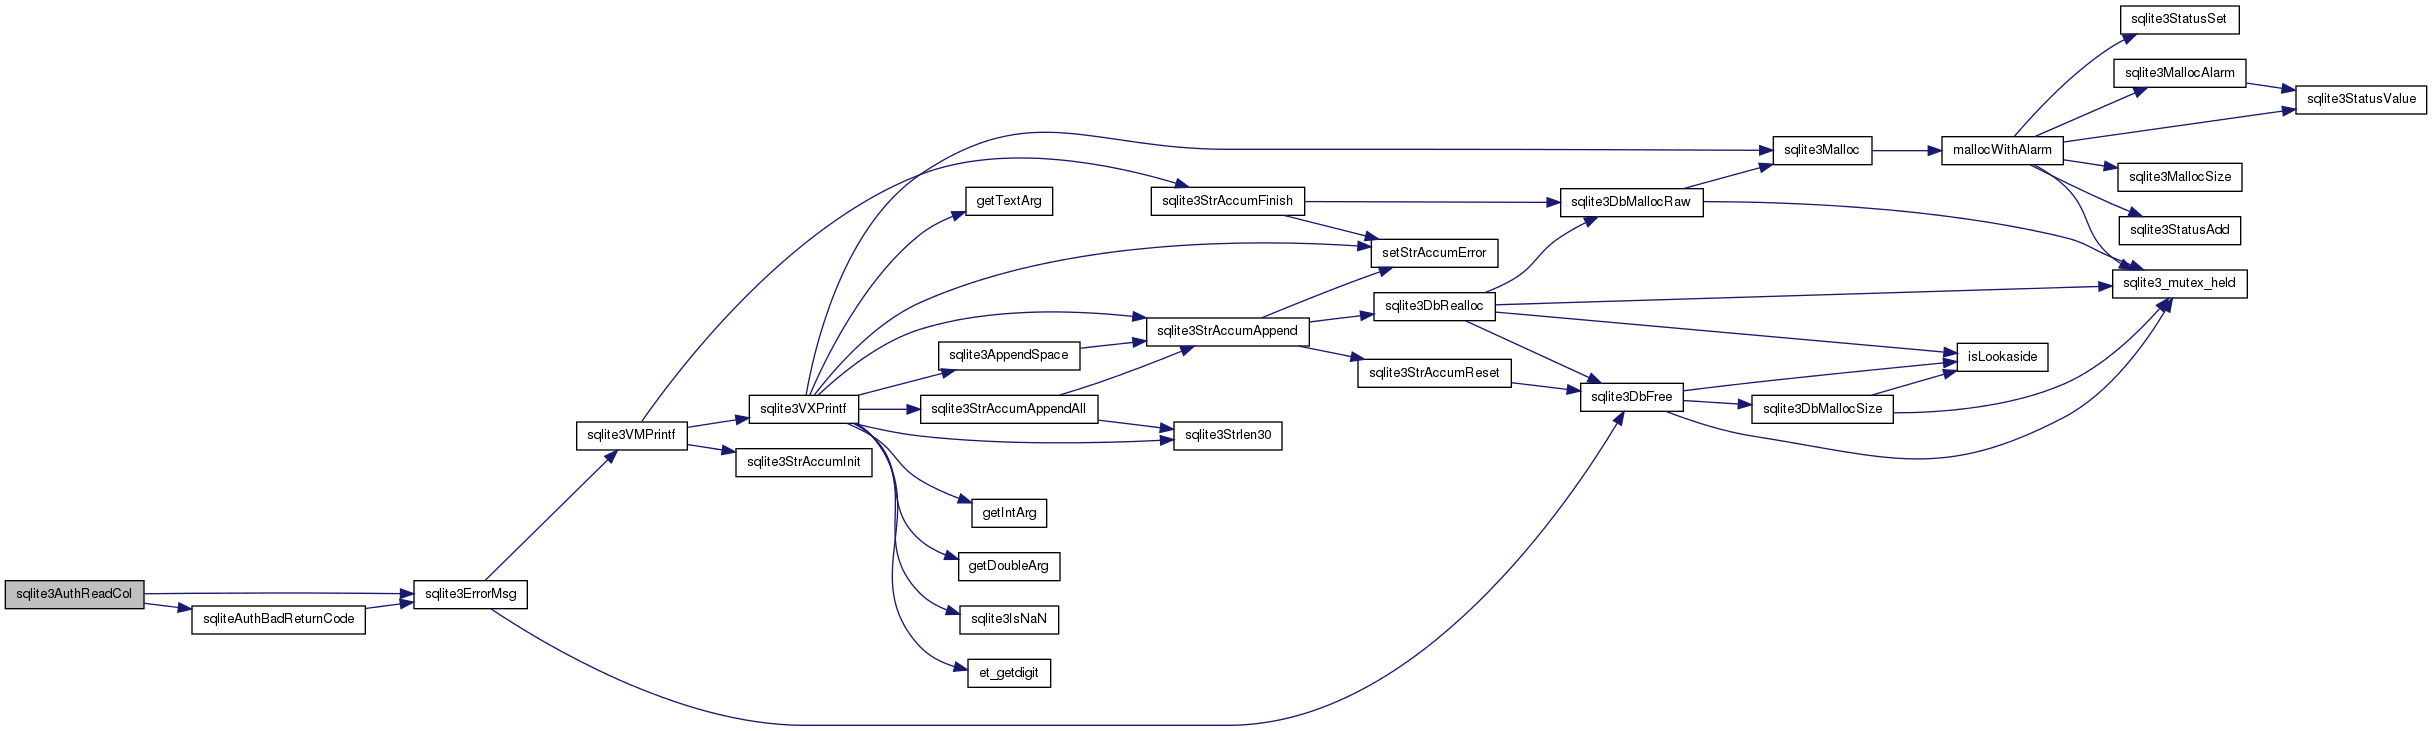 sqlite3StatusSet
sqlite3MallocAlarm
sqlite3StatusValue
sqlite3Malloc
mallocWithAlarm
sqlite3MallocSize
getTextArg
sqlite3StrAccumFinish
sqlite3DbMallocRaw
sqlite3StatusAdd
setStrAccumError
sqlite3_mutex_held
sqlite3DbRealloc
sqlite3StrAccumAppend
sqlite3AppendSpace
isLookaside
sqlite3StrAccumReset
sqlite3DbFree
sqlite3VXPrintf
sqlite3StrAccumAppendAll
sqlite3DbMallocSize
sqlite3VMPrintf
sqlite3Strlen30
sqlite3StrAccumInit
getIntArg
getDoubleArg
sqlite3AuthReadCol
sqlite3ErrorMsg
sqliteAuthBadReturnCode
sqlite3IsNaN
et_getdigit